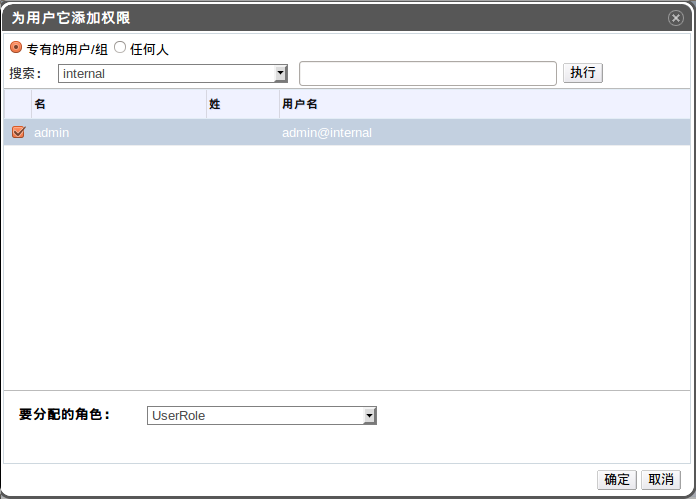 为用户它添加权限
专有的用户/组 任何人
搜索： internal 执行
名 姓 用户名
admin admin@internal
要分配的角色： UserRole
确定 取消